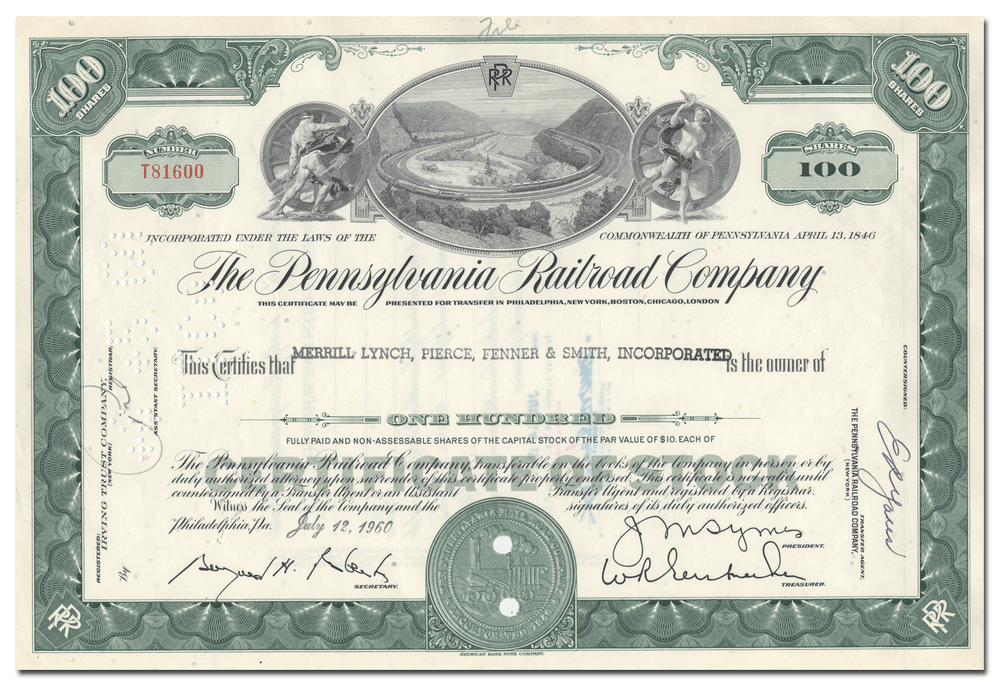 File
100 SHARES
100 SHARES
PRR
NUMBER
T81600
SHARES
100
INCORPORATED UNDER THE LAWS OF THE COMMONWEALTH OF PENNSYLVANIA APRIL 13, 1846
The Pennsylvania Railroad Company
THIS CERTIFICATE MAY BE PRESENTED FOR TRANSFER IN PHILADELPHIA, NEW YORK, BOSTON, CHICAGO, LONDON
This Certifies that MERRILL LYNCH, PIERCE, FENNER & SMITH, INCORPORATED is the owner of
ONE HUNDRED
FULLY PAID AND NON-ASSESSABLE SHARES OF THE CAPITAL STOCK OF THE PAR VALUE OF $10. EACH OF
The Pennsylvania Railroad Company, transferable on the books of the Company in person or by
duly authorized attorney upon surrender of this certificate properly endorsed. This certificate is not valid until
countersigned by a Transfer Agent or an Assistant Transfer Agent and registered by a Registrar.
Witness the Seal of the Company and the signatures of its duly authorized officers.
Philadelphia, Pa. July 12, 1960
SECRETARY.
J M Symes
PRESIDENT.
TREASURER.
REGISTERED:
IRVING TRUST COMPANY,
(NEW YORK) REGISTRAR,
By
ASSISTANT SECRETARY.
COUNTERSIGNED:
THE PENNSYLVANIA RAILROAD COMPANY,
(NEW YORK) TRANSFER AGENT,
PRR
PRR
AMERICAN BANK NOTE COMPANY.